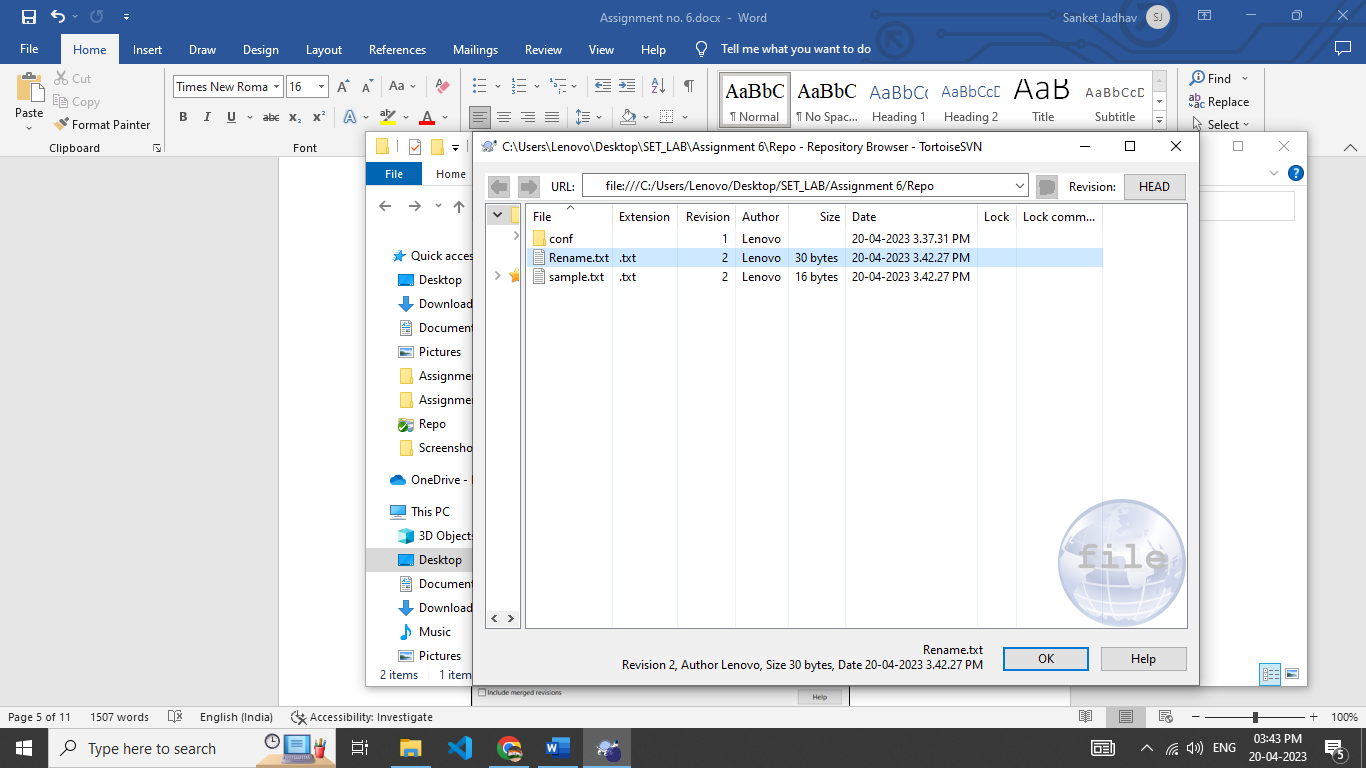 Assignment no. 6.docx - Word
Sanket Jadhav
SJ
File Home Insert Draw Design Layout References Mailings Review View Help Tell me what you want to do
Paste
Cut
Copy
Format Painter
Clipboard
Times New Roma 16
Aa
B I U abc x₂ x² A ab A
Font
AaBbC
¶ Normal
AaBbC
¶ No Spac...
AaBbCc
Heading 1
AaBbCcD
Heading 2
AaB
Title
AaBbCcD
Subtitle
Find
Replace
Select
File Home
Quick acces
Desktop
Download
Document
Pictures
Assignmer
Assignmer
Repo
Screensho
OneDrive -
This PC
3D Objects
Desktop
Document
Download
Music
Pictures
2 items 1 item
C:\Users\Lenovo\Desktop\SET_LAB\Assignment 6\Repo - Repository Browser - TortoiseSVN
URL: file:///C:/Users/Lenovo/Desktop/SET_LAB/Assignment 6/Repo Revision: HEAD
File Extension Revision Author Size Date Lock Lock comm...
conf 1 Lenovo 20-04-2023 3.37.31 PM
Rename.txt .txt 2 Lenovo 30 bytes 20-04-2023 3.42.27 PM
sample.txt .txt 2 Lenovo 16 bytes 20-04-2023 3.42.27 PM
file
Rename.txt
Revision 2, Author Lenovo, Size 30 bytes, Date 20-04-2023 3.42.27 PM
OK Help
Include merged revisions
Help
Page 5 of 11 1507 words English (India) Accessibility: Investigate 100%
Type here to search
ENG
03:43 PM
20-04-2023
5